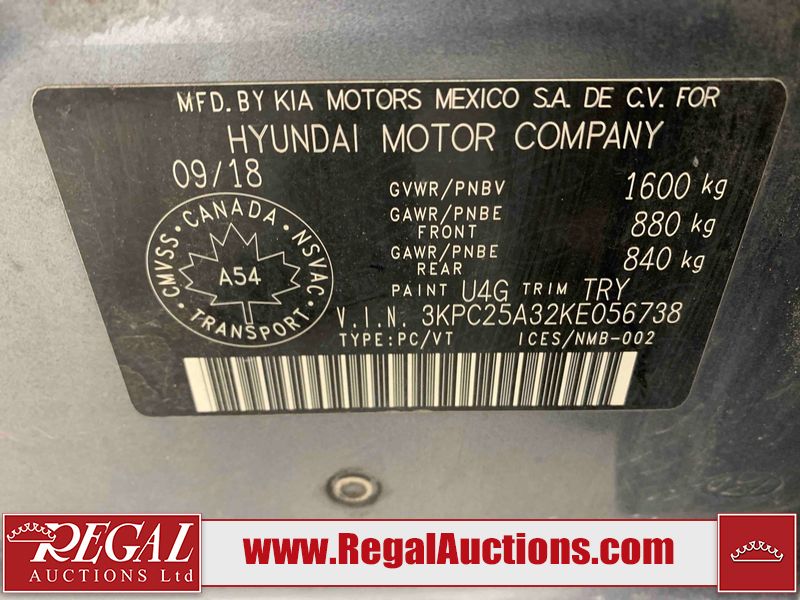 MFD. BY KIA MOTORS MEXICO S.A. DE C.V. FOR
HYUNDAI MOTOR COMPANY
09/18
GVWR/PNBV 1600 kg
GAWR/PNBE FRONT 880 kg
GAWR/PNBE REAR 840 kg
PAINT U4G TRIM TRY
V.I.N. 3KPC25A32KE056738
TYPE:PC/VT ICES/NMB-002
CMVSS · CANADA · NSVAC · TRANSPORT ·
A54
REGAL
AUCTIONS Ltd
www.RegalAuctions.com